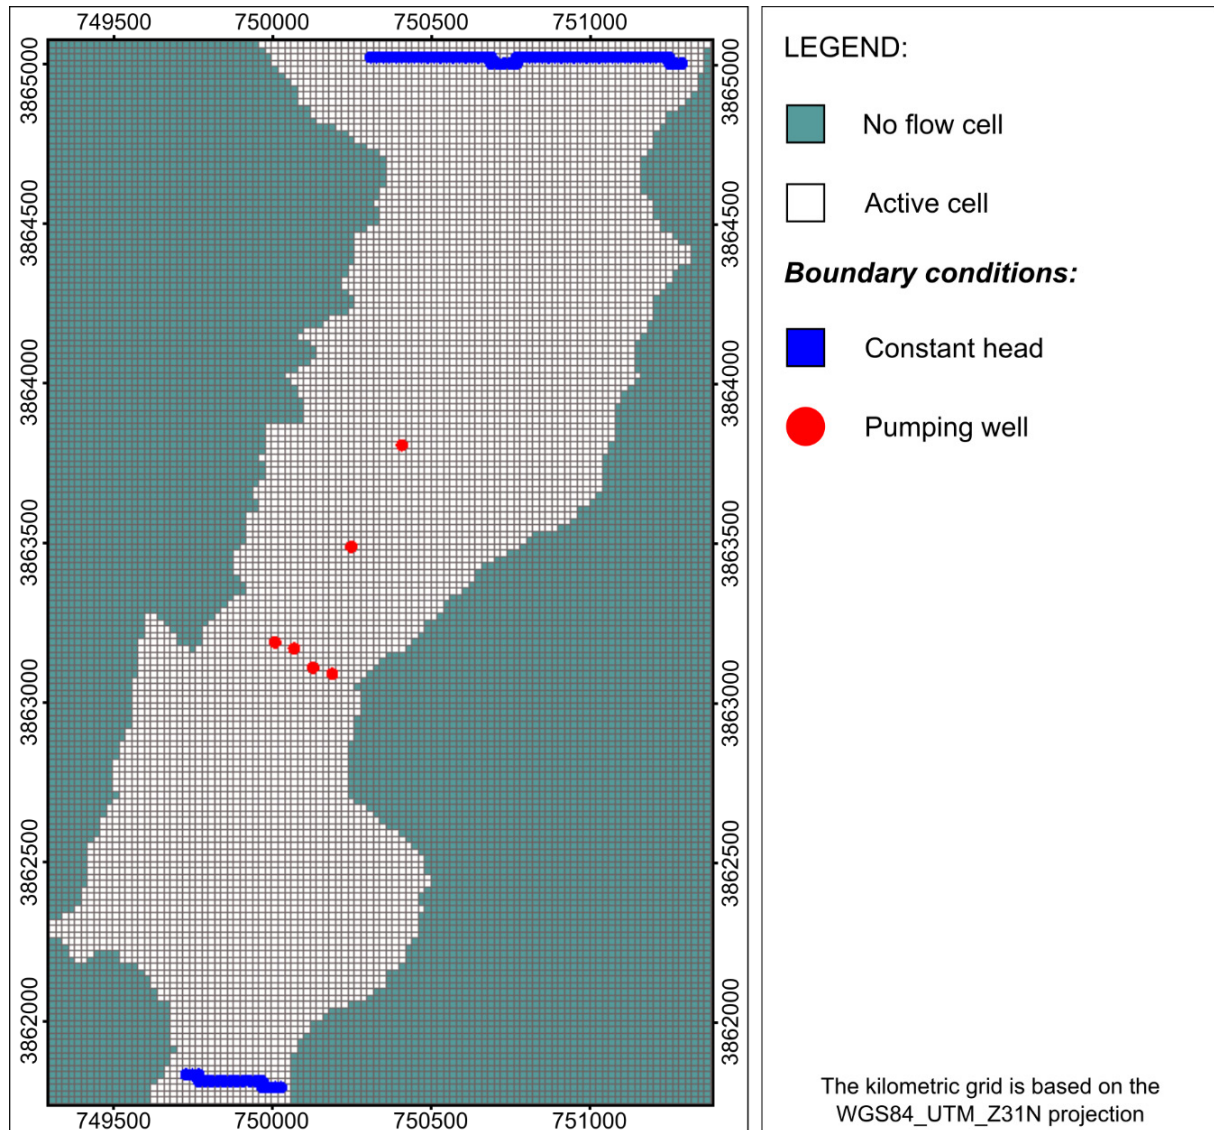 749500 750000 750500 751000
3865000 3865000
3864500 3864500
3864000 3864000
3863500 3863500
3863000 3863000
3862500 3862500
3862000 3862000
749500 750000 750500 751000
LEGEND:
No flow cell
Active cell
Boundary conditions:
Constant head
Pumping well
The kilometric grid is based on the
WGS84_UTM_Z31N projection